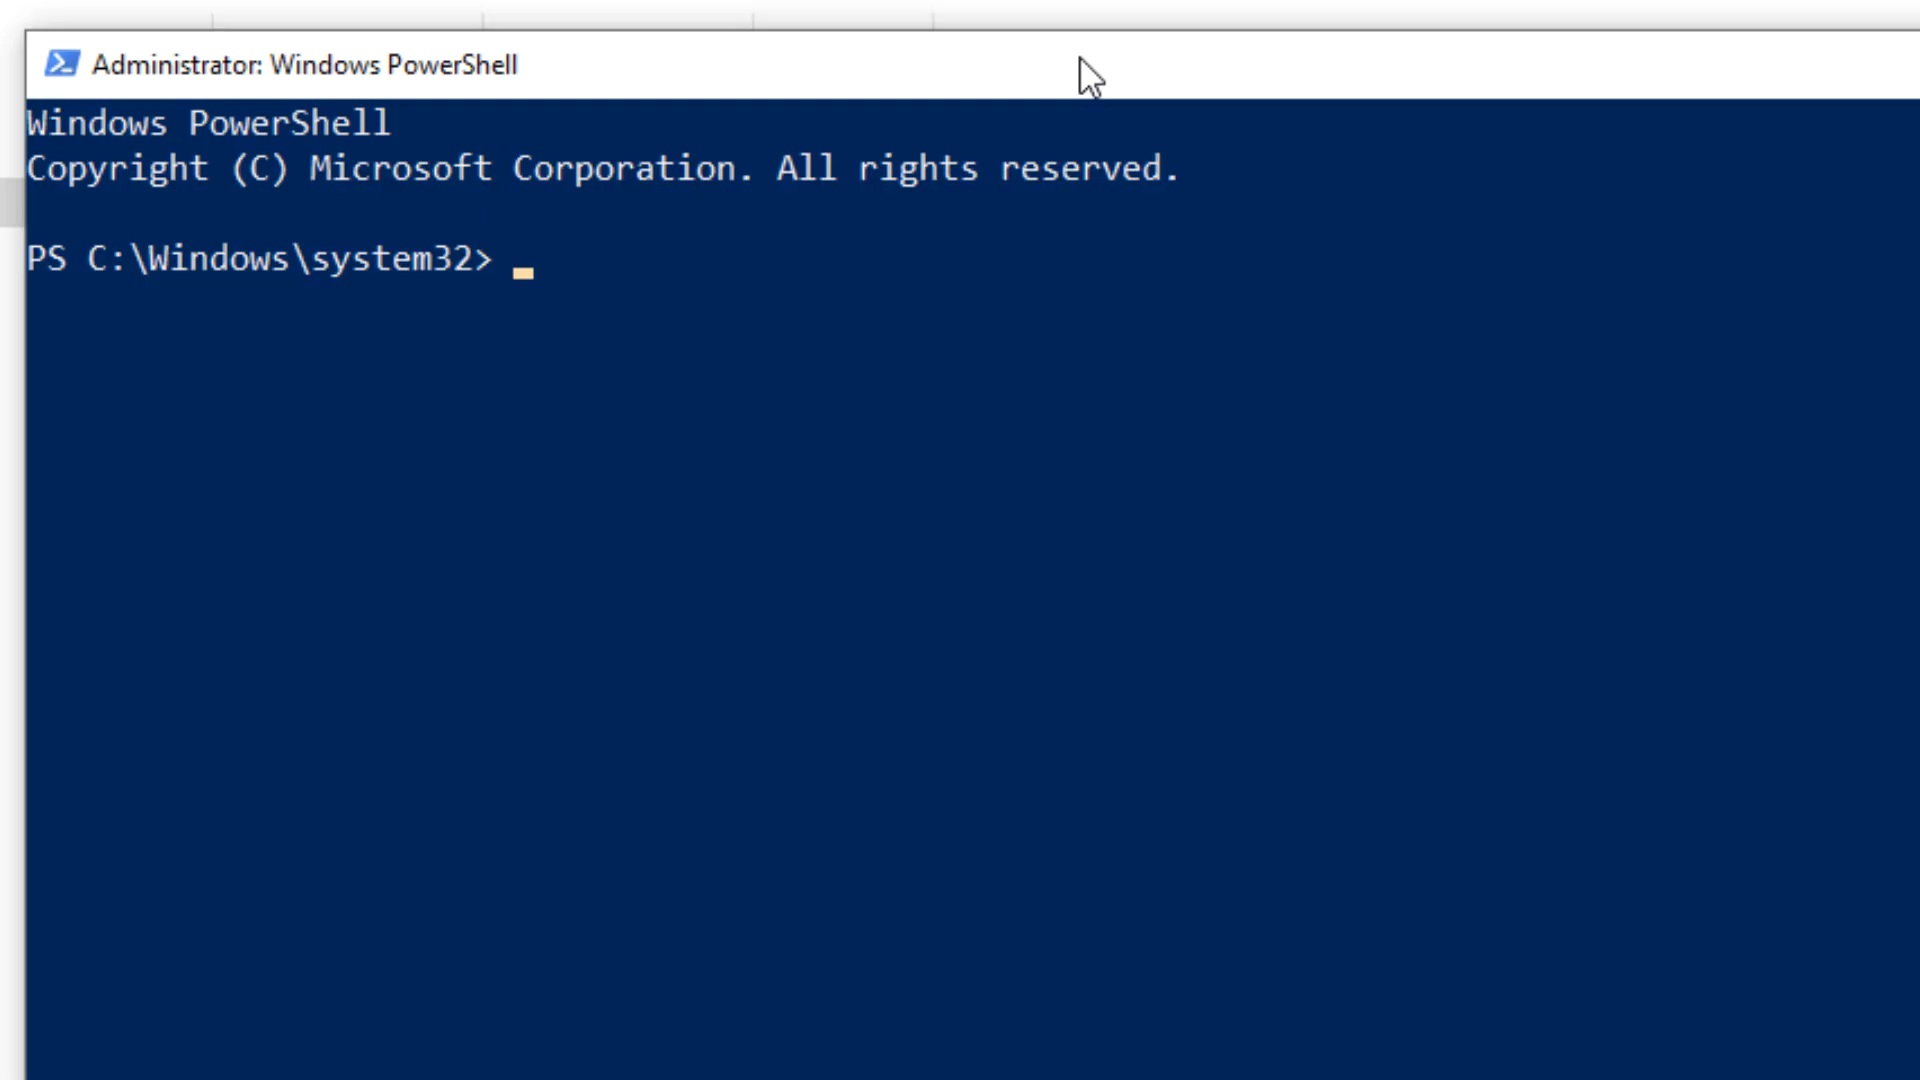 Administrator: Windows PowerShell
Windows PowerShell
Copyright (C) Microsoft Corporation. All rights reserved.
PS C:\Windows\system32>